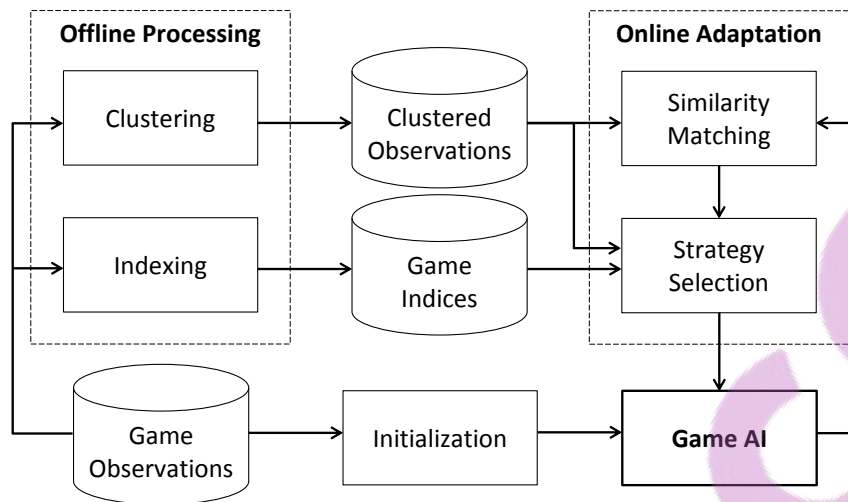 Offline Processing
Online Adaptation
Clustering
Clustered
Observations
Similarity
Matching
Indexing
Game
Indices
Strategy
Selection
Game
Observations
Initialization
Game AI